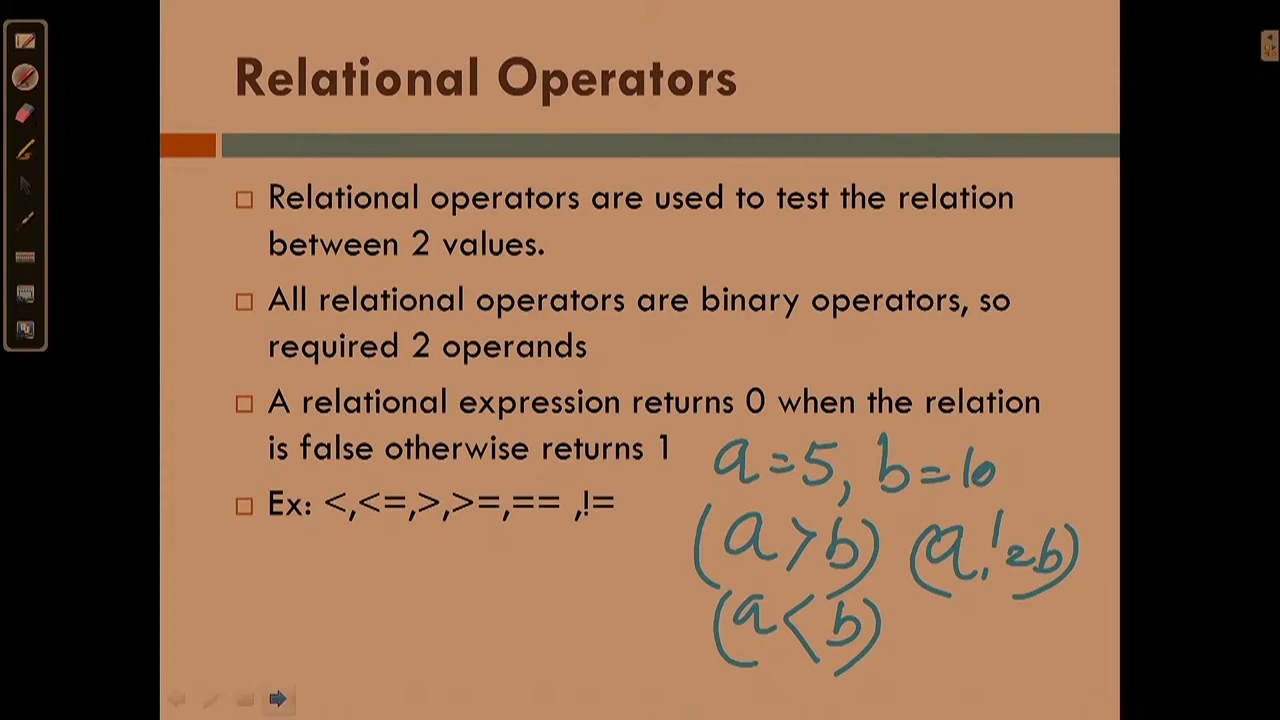 Relational Operators
Relational operators are used to test the relation
between 2 values.
All relational operators are binary operators, so
required 2 operands
A relational expression returns 0 when the relation
is false otherwise returns 1
Ex: <,<=,>,>=,== ,!=
a=5, b=10
(a>b) (a!=b)
(a<b)